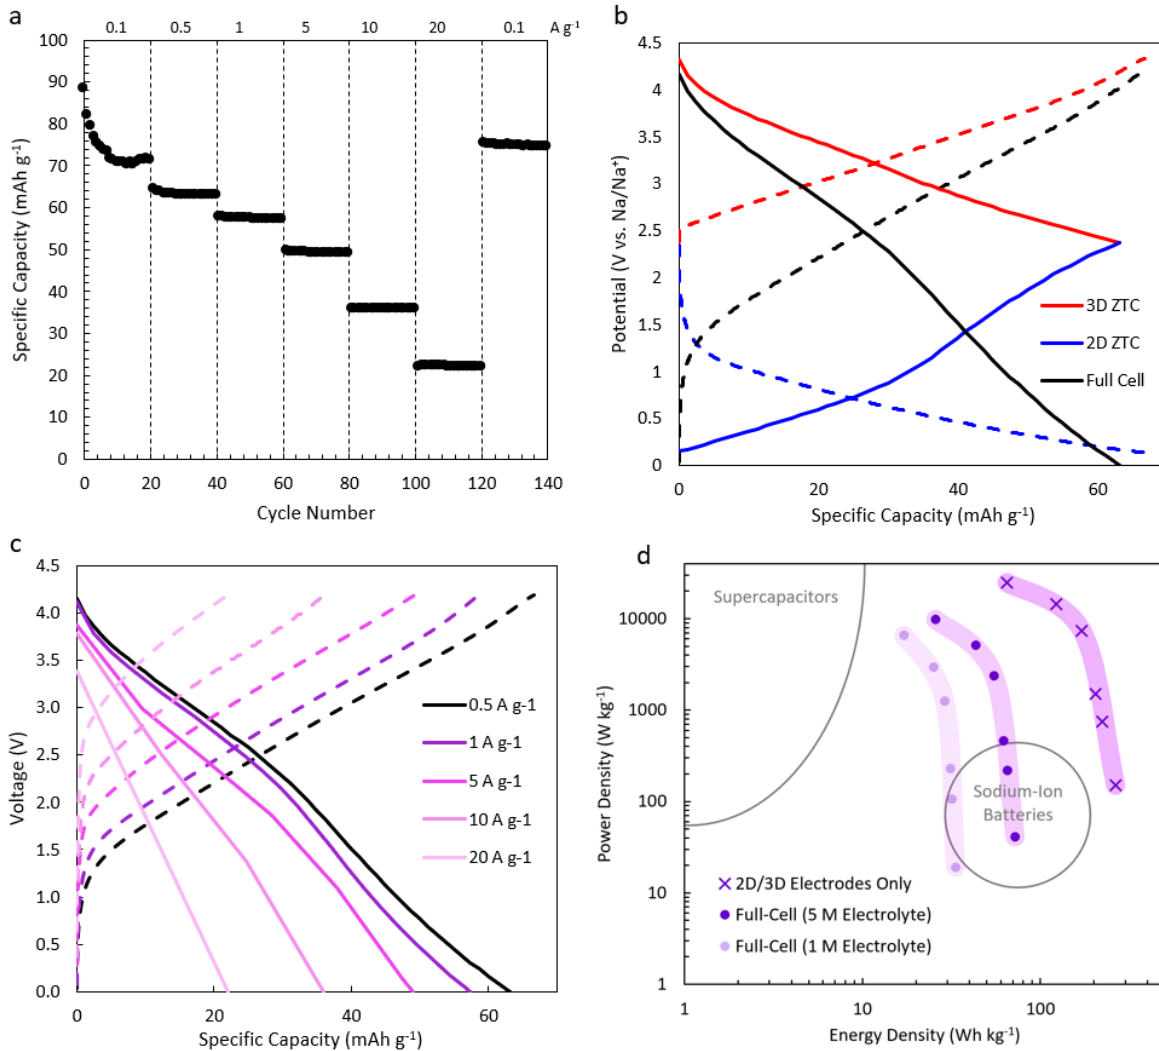 a
0.1 0.5 1 5 10 20 0.1 A g⁻¹
100
90
80
70
60
50
40
30
20
10
0
Specific Capacity (mAh g⁻¹)
0 20 40 60 80 100 120 140
Cycle Number
b
4.5
4
3.5
3
2.5
2
1.5
1
0.5
0
Potential (V vs. Na/Na⁺)
3D ZTC
2D ZTC
Full Cell
0 20 40 60
Specific Capacity (mAh g⁻¹)
c
4.5
4.0
3.5
3.0
2.5
2.0
1.5
1.0
0.5
0.0
Voltage (V)
0.5 A g-1
1 A g-1
5 A g-1
10 A g-1
20 A g-1
0 20 40 60
Specific Capacity (mAh g⁻¹)
d
10000
1000
100
10
1
Power Density (W kg⁻¹)
Supercapacitors
Sodium-Ion
Batteries
2D/3D Electrodes Only
Full-Cell (5 M Electrolyte)
Full-Cell (1 M Electrolyte)
1 10 100
Energy Density (Wh kg⁻¹)